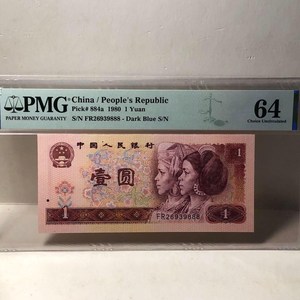 PMG
PAPER MONEY GUARANTY
China / People's Republic
Pick# 884a 1980 1 Yuan
S/N FR26939888 - Dark Blue S/N
64
Choice Uncirculated
中国人民银行
壹圆
1
1
1
FR26939888